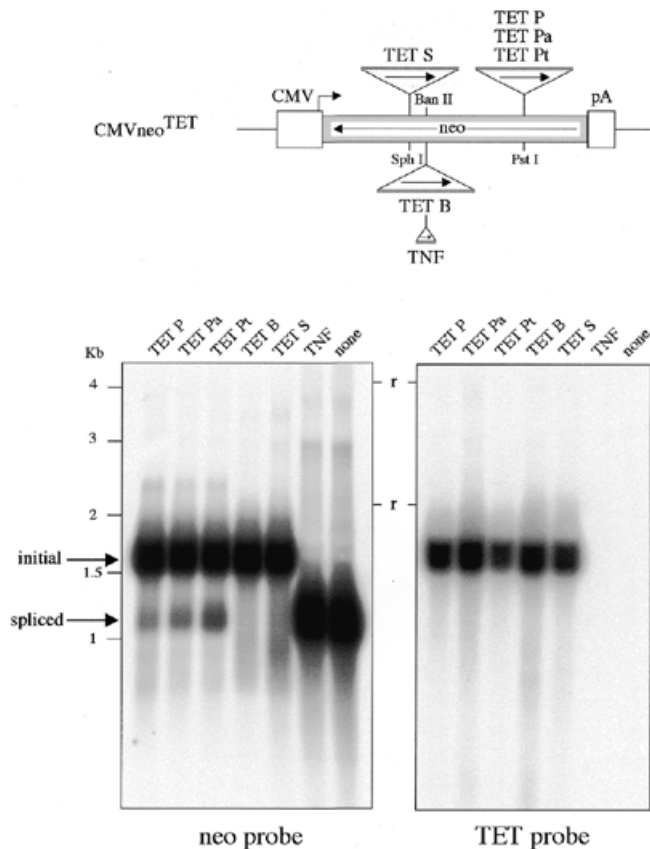 TET P
TET Pa
TET S TET Pt
CMV Ban II pA
CMVneoTET neo
Sph I Pst I
TET B
TNF
Kb TET P TET Pa TET Pt TET B TET S TNF none TET P TET Pa TET Pt TET B TET S TNF none
4 r
3
2 r
initial
1.5
spliced
1
neo probe TET probe